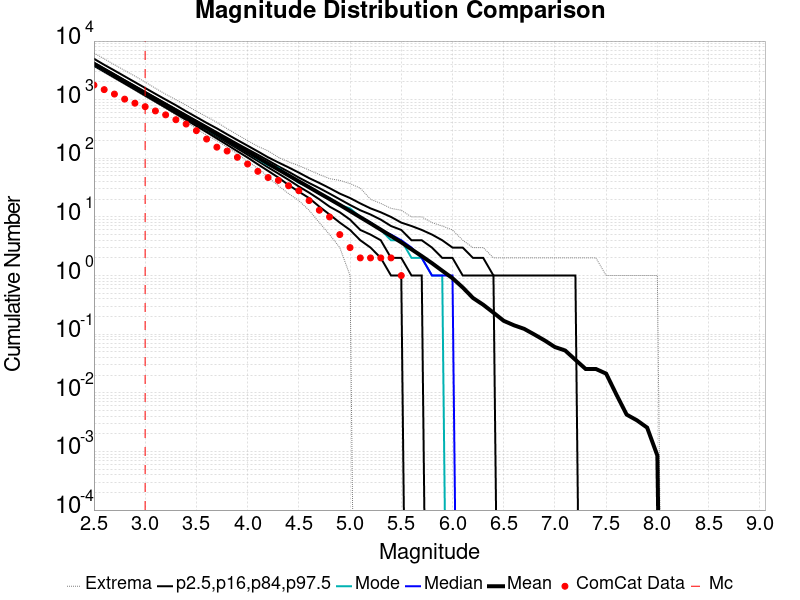 Magnitude Distribution Comparison
10^4
10^3
10^2
10^1
10^0
10^-1
10^-2
10^-3
10^-4
Cumulative Number
2.5 3.0 3.5 4.0 4.5 5.0 5.5 6.0 6.5 7.0 7.5 8.0 8.5 9.0
Magnitude
Extrema p2.5,p16,p84,p97.5 Mode Median Mean ComCat Data Mc